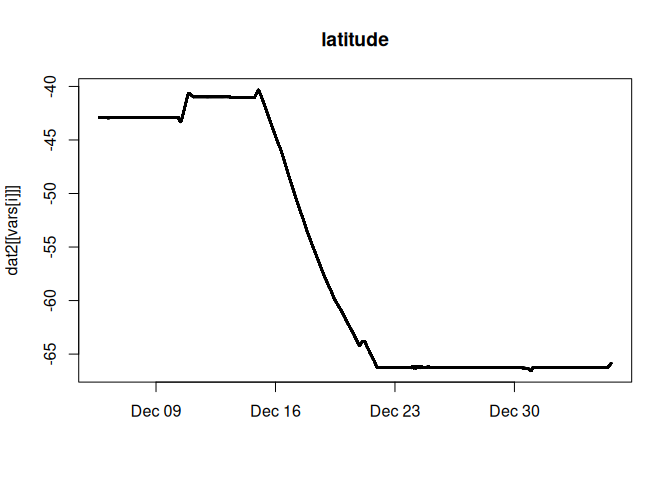 latitude
-40
-45
-50
-55
-60
-65
dat2[[vars[i]]]
Dec 09
Dec 16
Dec 23
Dec 30